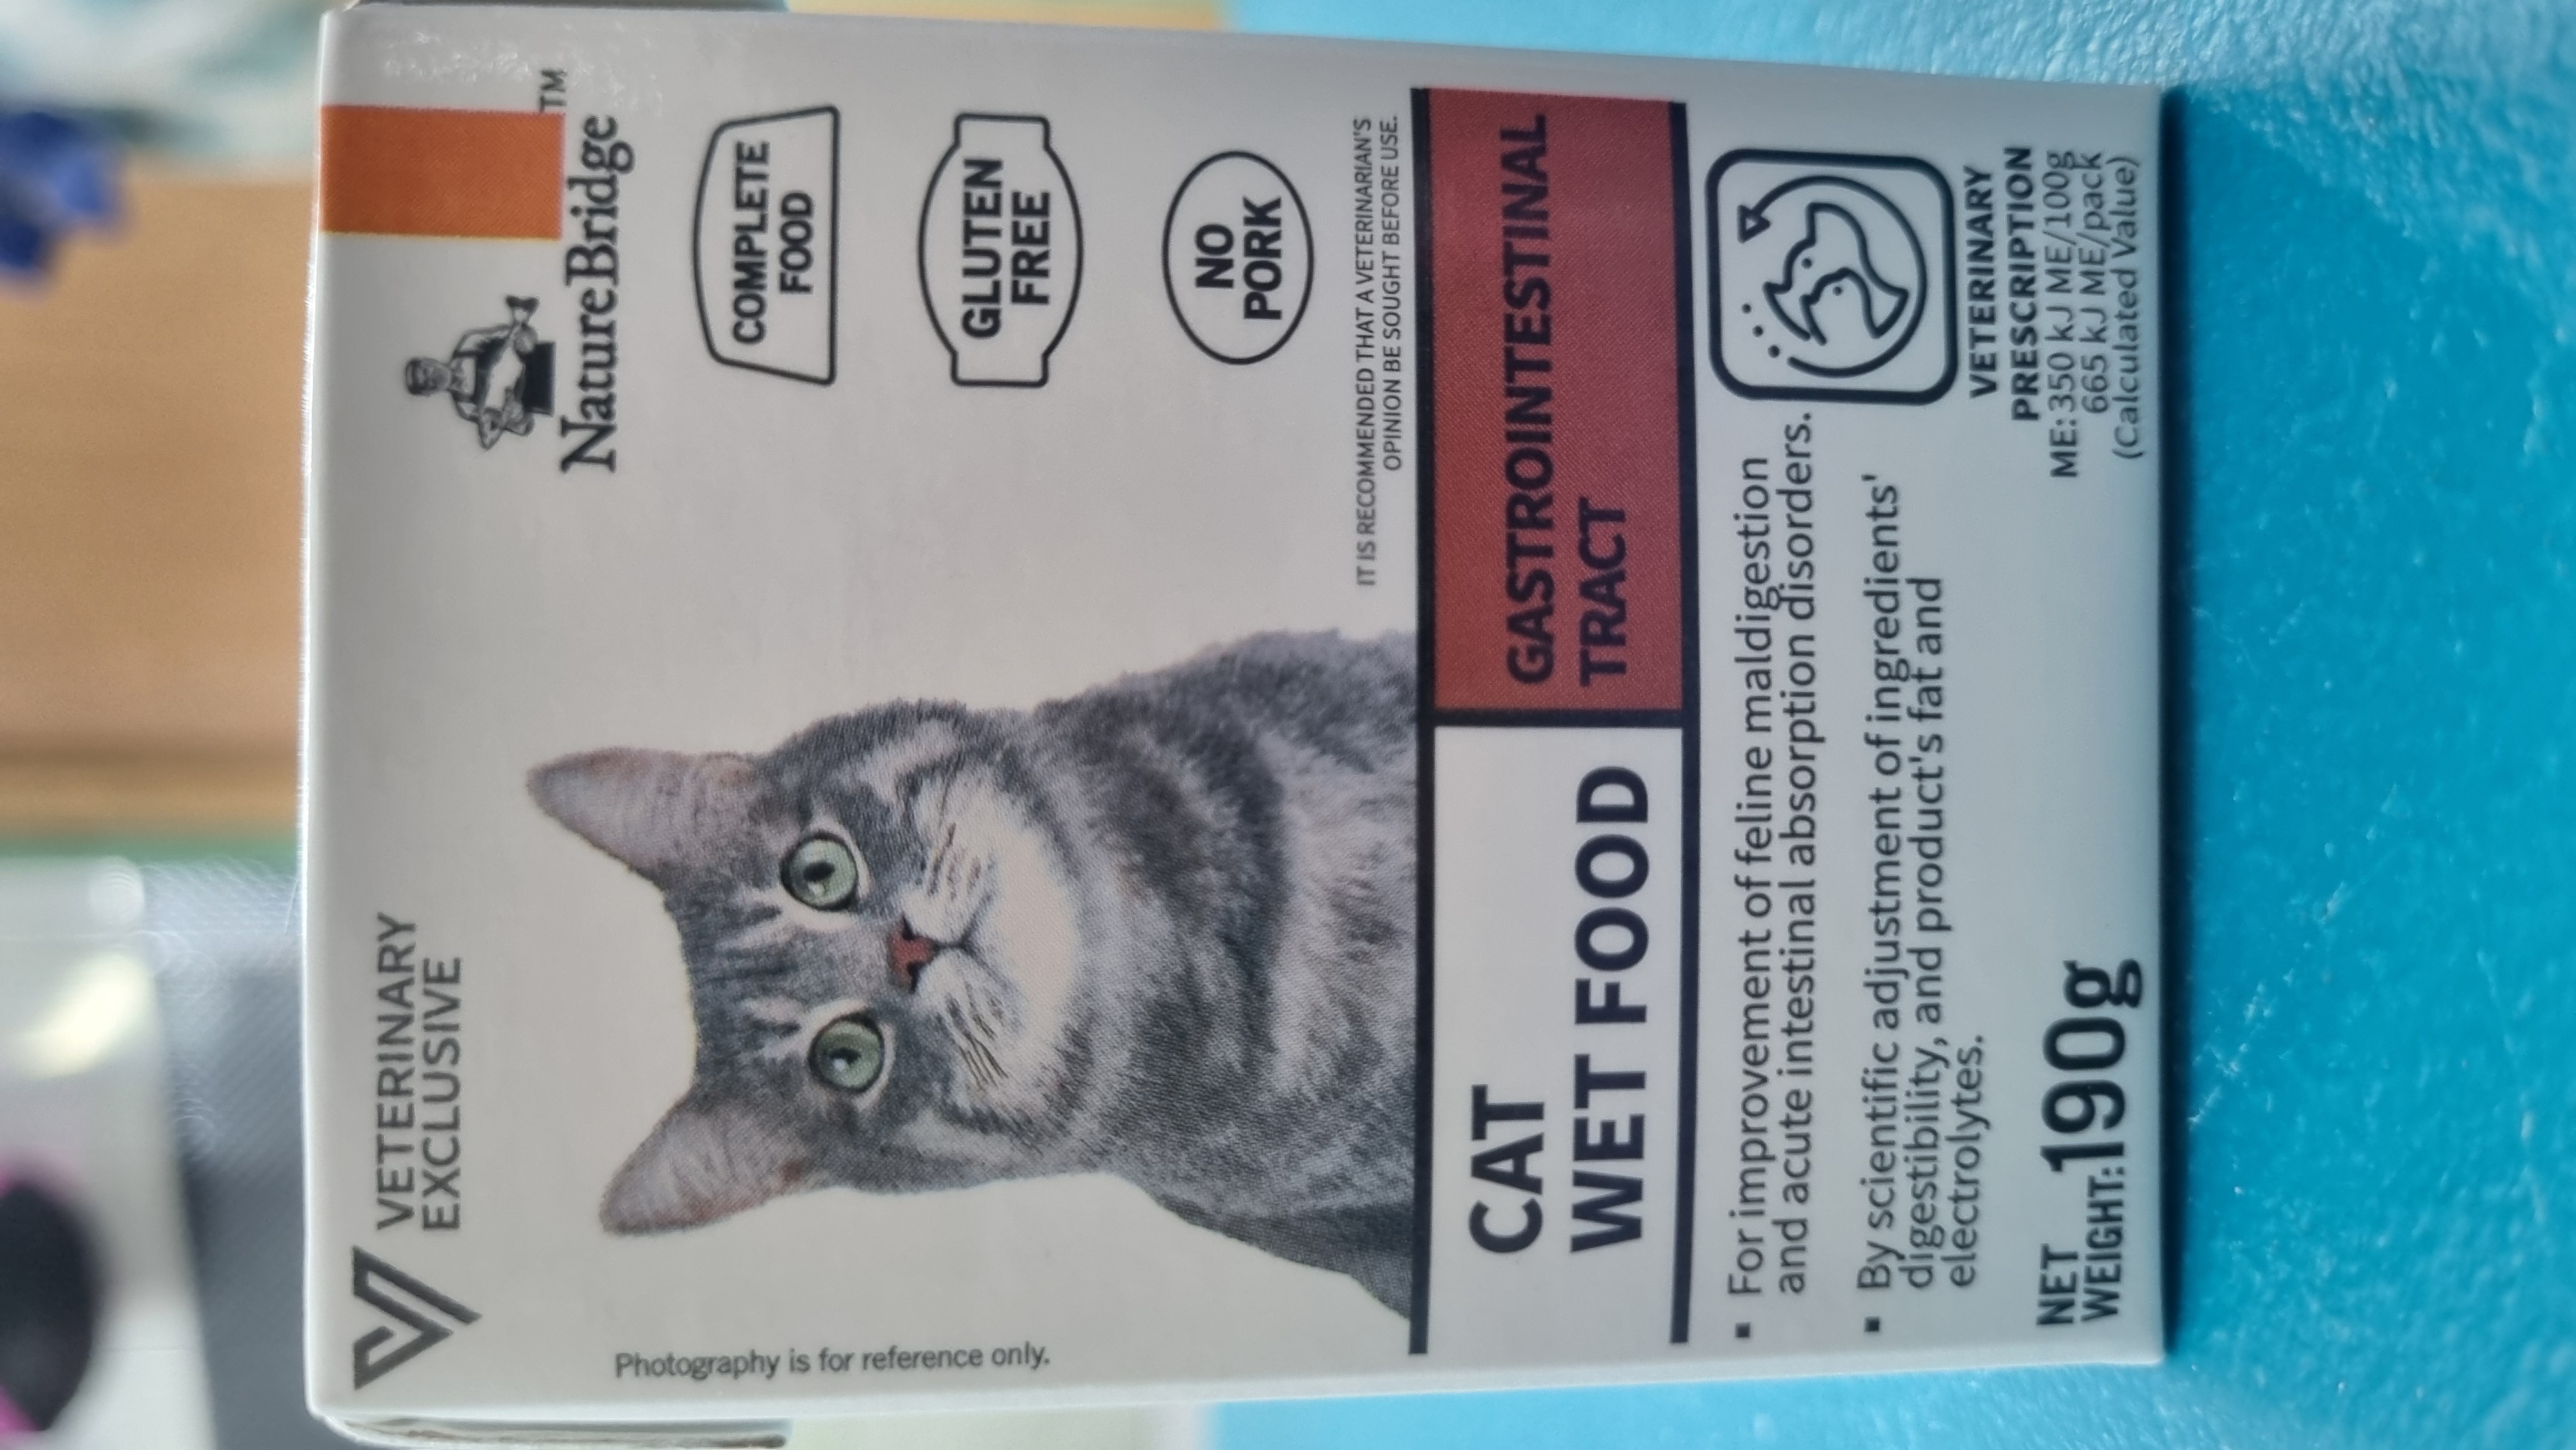 VETERINARY
EXCLUSIVE
NatureBridge™
COMPLETE
FOOD
GLUTEN
FREE
NO
PORK
Photography is for reference only.
IT IS RECOMMENDED THAT A VETERINARIAN'S
OPINION BE SOUGHT BEFORE USE.
CAT
WET FOOD
GASTROINTESTINAL
TRACT
▪ For improvement of feline maldigestion
and acute intestinal absorption disorders.
▪ By scientific adjustment of ingredients'
digestibility, and product's fat and
electrolytes.
VETERINARY
PRESCRIPTION
ME: 350 kJ ME/100g
665 kJ ME/pack
(Calculated Value)
NET
WEIGHT: 190g